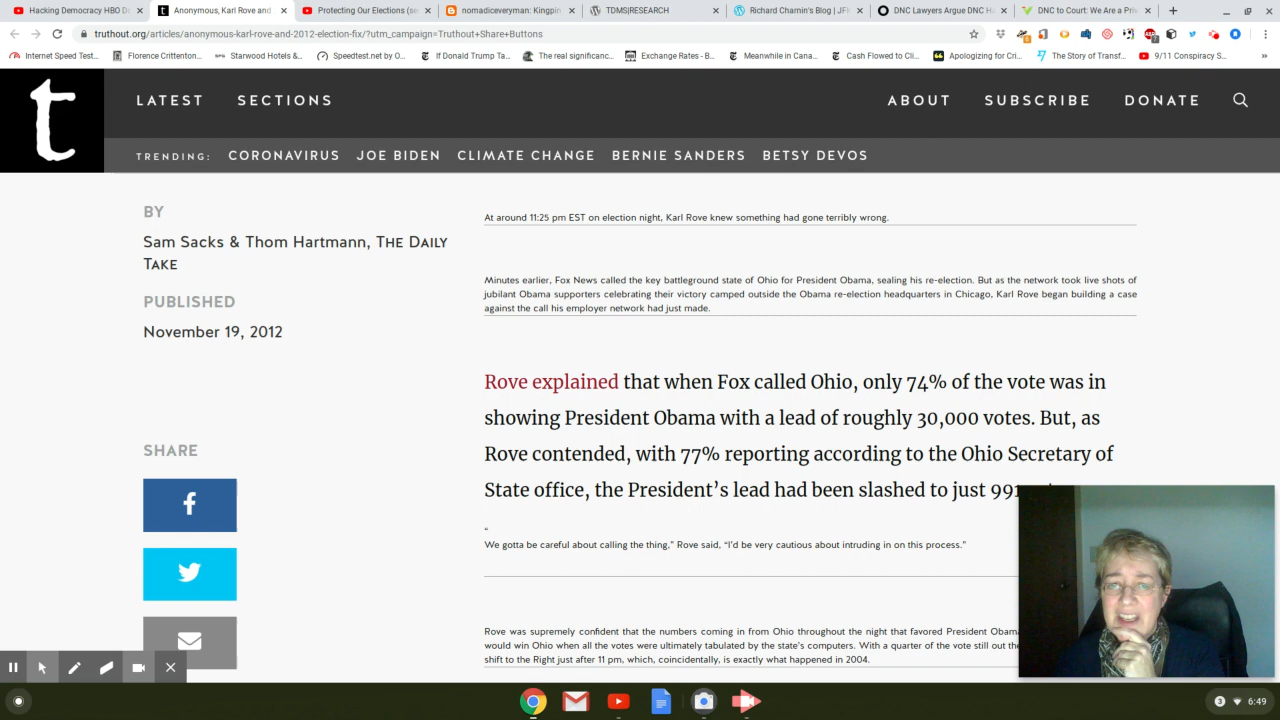 Hacking Democracy HBO Do
Anonymous, Karl Rove and
Protecting Our Elections (se
nomadiceveryman: Kingpin
TDMS|RESEARCH
Richard Charnin's Blog | JFK
DNC Lawyers Argue DNC Ha
DNC to Court: We Are a Priv
truthout.org/articles/anonymous-karl-rove-and-2012-election-fix/?utm_campaign=Truthout+Share+Buttons
Internet Speed Test...
Florence Crittenton...
Starwood Hotels &...
Speedtest.net by O...
If Donald Trump Ta...
The real significanc...
Exchange Rates - B...
Meanwhile in Cana...
Cash Flowed to Cli...
Apologizing for Cri...
The Story of Transf...
9/11 Conspiracy S...
»
t
LATEST
SECTIONS
ABOUT
SUBSCRIBE
DONATE
TRENDING:
CORONAVIRUS
JOE BIDEN
CLIMATE CHANGE
BERNIE SANDERS
BETSY DEVOS
BY
Sam Sacks & Thom Hartmann, THE DAILY
TAKE
PUBLISHED
November 19, 2012
SHARE
At around 11:25 pm EST on election night, Karl Rove knew something had gone terribly wrong.
Minutes earlier, Fox News called the key battleground state of Ohio for President Obama, sealing his re-election. But as the network took live shots of
jubilant Obama supporters celebrating their victory camped outside the Obama re-election headquarters in Chicago, Karl Rove began building a case
against the call his employer network had just made.
Rove explained that when Fox called Ohio, only 74% of the vote was in
showing President Obama with a lead of roughly 30,000 votes. But, as
Rove contended, with 77% reporting according to the Ohio Secretary of
State office, the President's lead had been slashed to just 991
“
We gotta be careful about calling the thing,” Rove said, “I'd be very cautious about intruding in on this process.”
Rove was supremely confident that the numbers coming in from Ohio throughout the night that favored President Obama
would win Ohio when all the votes were ultimately tabulated by the state's computers. With a quarter of the vote still out the
shift to the Right just after 11 pm, which, coincidentally, is exactly what happened in 2004.
3
6:49